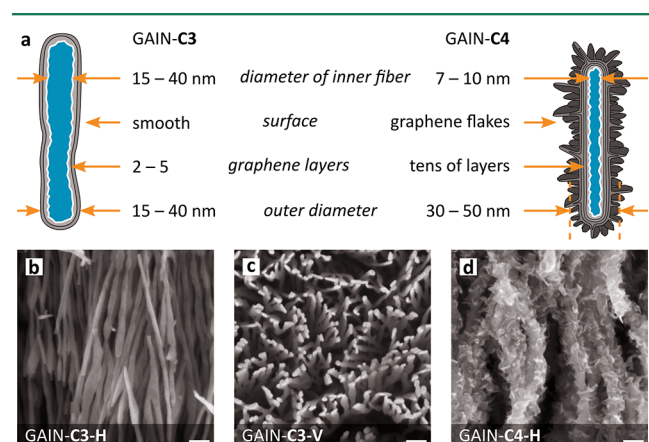 a GAIN-C3 GAIN-C4
15 – 40 nm diameter of inner fiber 7 – 10 nm
smooth surface graphene flakes
2 – 5 graphene layers tens of layers
15 – 40 nm outer diameter 30 – 50 nm
b c d
GAIN-C3-H GAIN-C3-V GAIN-C4-H